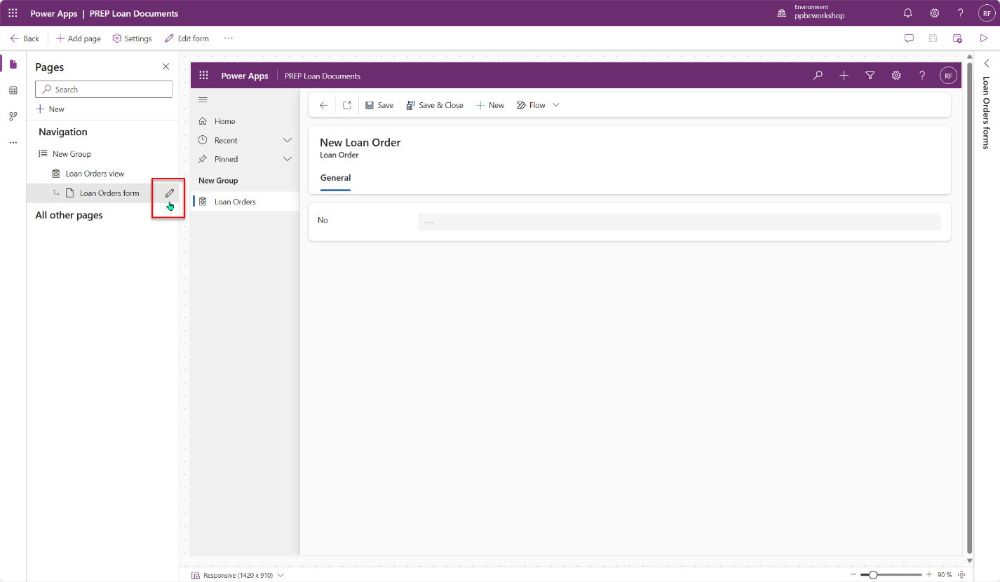 Power Apps | PREP Loan Documents
Environment
ppbcworkshop
RF
Back
Add page
Settings
Edit form
Pages
Search
New
Navigation
New Group
Loan Orders view
Loan Orders form
All other pages
Power Apps
PREP Loan Documents
RF
Home
Recent
Pinned
New Group
Loan Orders
Save
Save & Close
New
Flow
New Loan Order
Loan Order
General
No
---
Loan Orders forms
Responsive (1420 x 910)
90 %